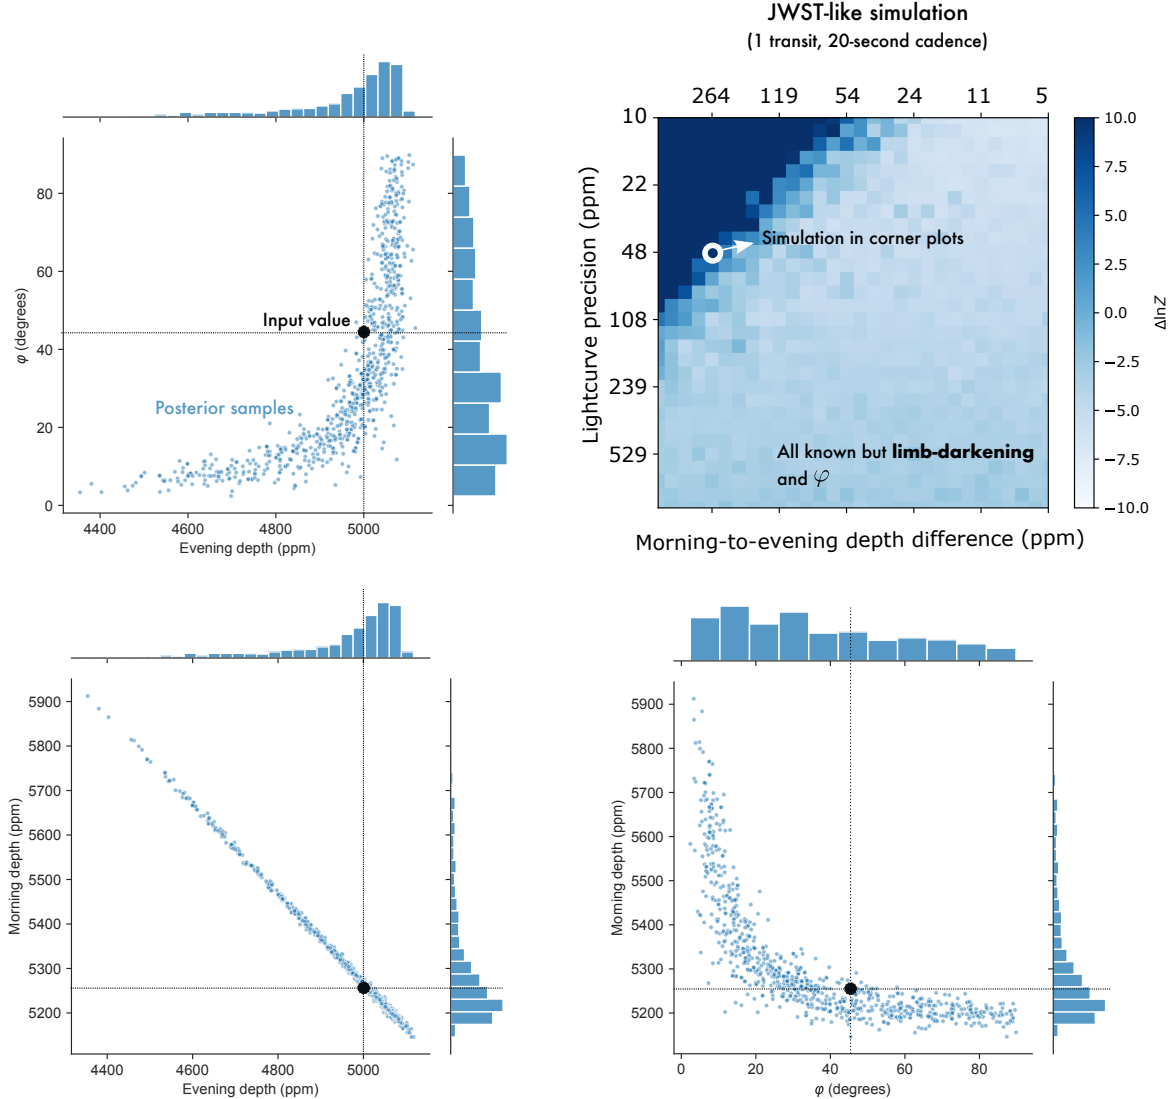 JWST-like simulation
(1 transit, 20-second cadence)
264 119 54 24 11 5
10
22
48
108
239
529
Lightcurve precision (ppm)
Simulation in corner plots
All known but limb-darkening
and φ
Morning-to-evening depth difference (ppm)
10.0
7.5
5.0
2.5
0.0
−2.5
−5.0
−7.5
−10.0
ΔlnZ
80
60
40
20
0
φ (degrees)
Input value
Posterior samples
4400 4600 4800 5000
Evening depth (ppm)
5900
5800
5700
5600
5500
5400
5300
5200
Morning depth (ppm)
4400 4600 4800 5000
Evening depth (ppm)
5900
5800
5700
5600
5500
5400
5300
5200
Morning depth (ppm)
0 20 40 60 80
φ (degrees)